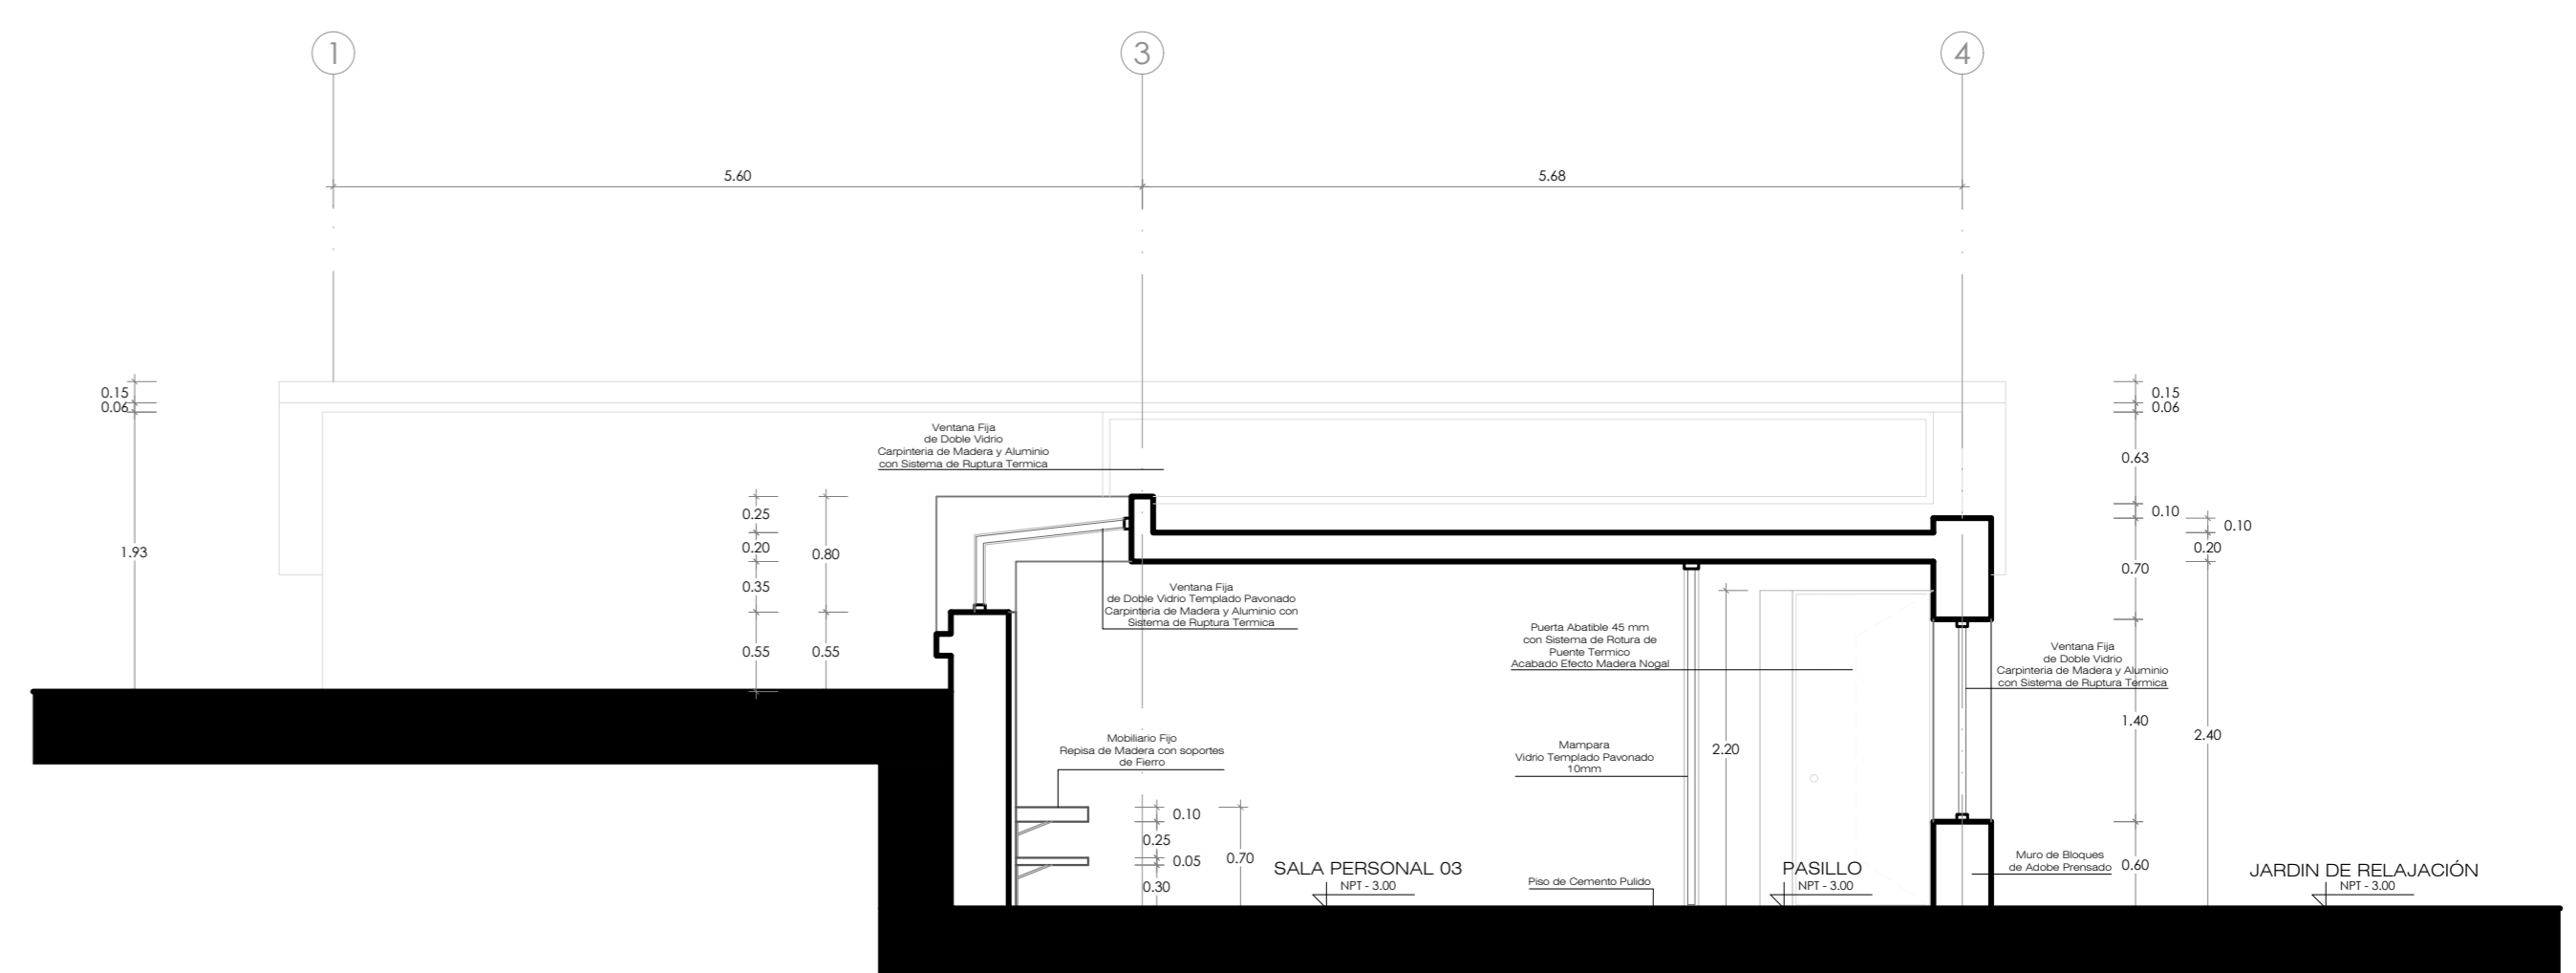 1
3
4
5.60
5.68
0.15
0.06
1.93
0.15
0.06
0.63
0.10
0.70
1.40
0.60
0.10
0.20
2.40
Ventana Fija
de Doble Vidrio
Carpinteria de Madera y Aluminio
con Sistema de Ruptura Termica
0.25
0.20
0.35
0.55
0.80
0.55
Ventana Fija
de Doble Vidrio Templado Pavonado
Carpinteria de Madera y Aluminio con
Sistema de Ruptura Termica
Puerta Abatible 45 mm
con Sistema de Rotura de
Puente Termico
Acabado Efecto Madera Nogal
Ventana Fija
de Doble Vidrio
Carpinteria de Madera y Aluminio
con Sistema de Ruptura Termica
Mobiliario Fijo
Repisa de Madera con soportes
de Fierro
Mampara
Vidrio Templado Pavonado
10mm
2.20
0.10
0.25
0.05
0.30
0.70
SALA PERSONAL 03
NPT - 3.00
Piso de Cemento Pulido
PASILLO
NPT - 3.00
Muro de Bloques
de Adobe Prensado
JARDIN DE RELAJACIÓN
NPT - 3.00